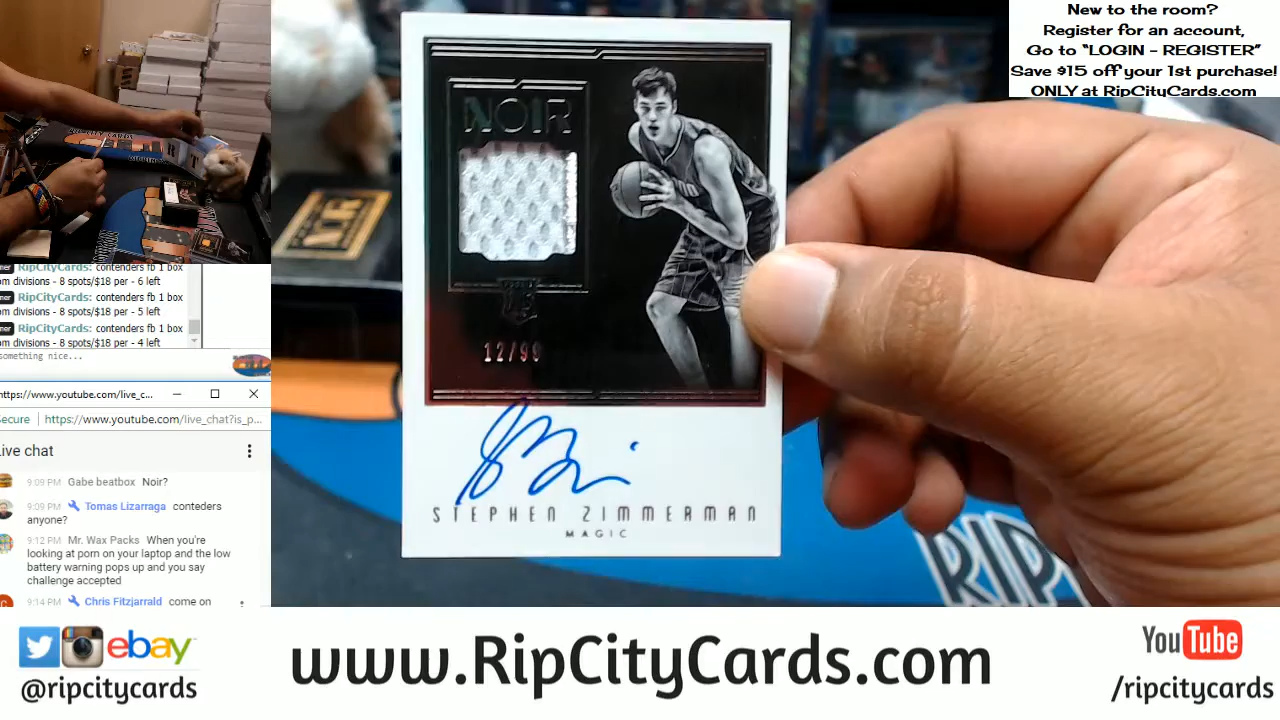 New to the room?
Register for an account,
Go to “LOGIN - REGISTER”
Save $15 off your 1st purchase!
ONLY at RipCityCards.com
RipCityCards: contenders fb 1 box
divisions - 8 spots/$18 per - 6 left
RipCityCards: contenders fb 1 box
divisions - 8 spots/$18 per - 5 left
RipCityCards: contenders fb 1 box
divisions - 8 spots/$18 per - 4 left
something nice...
https://www.youtube.com/live_c...
https://www.youtube.com/live_chat?is_p...
Live chat
9:09 PM Gabe beatbox Noir?
9:09 PM Tomas Lizarraga conteders
anyone?
9:12 PM Mr. Wax Packs When you're
looking at porn on your laptop and the low
battery warning pops up and you say
challenge accepted
9:14 PM Chris Fitzjarrald come on
NOIR
12/99
STEPHEN ZIMMERMAN
MAGIC
NOIR
RIP
ebay
@ripcitycards
www.RipCityCards.com
YouTube
/ripcitycards